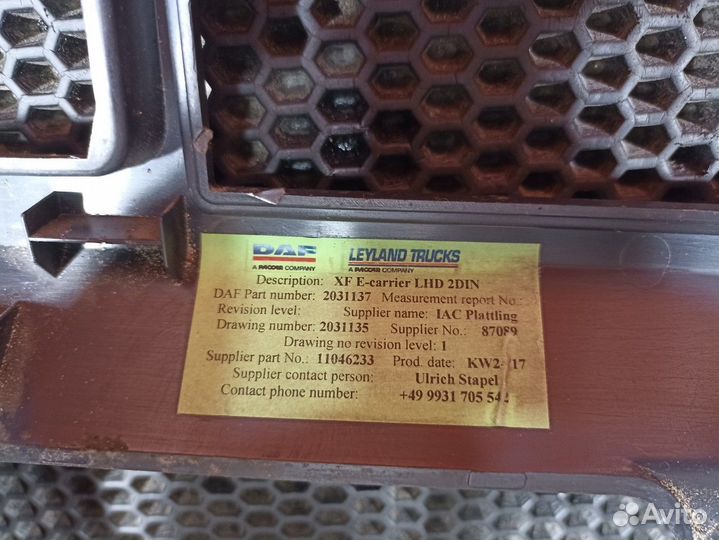 DAF LEYLAND TRUCKS
A PACCAR COMPANY A PACCAR COMPANY
Description: XF E-carrier LHD 2DIN
DAF Part number: 2031137 Measurement report No.:
Revision level: Supplier name: IAC Plattling
Drawing number: 2031135 Supplier No.: 87089
Drawing no revision level: 1
Supplier part No.: 11046233 Prod. date: KW2 17
Supplier contact person: Ulrich Stapel
Contact phone number: +49 9931 705 542
Avito